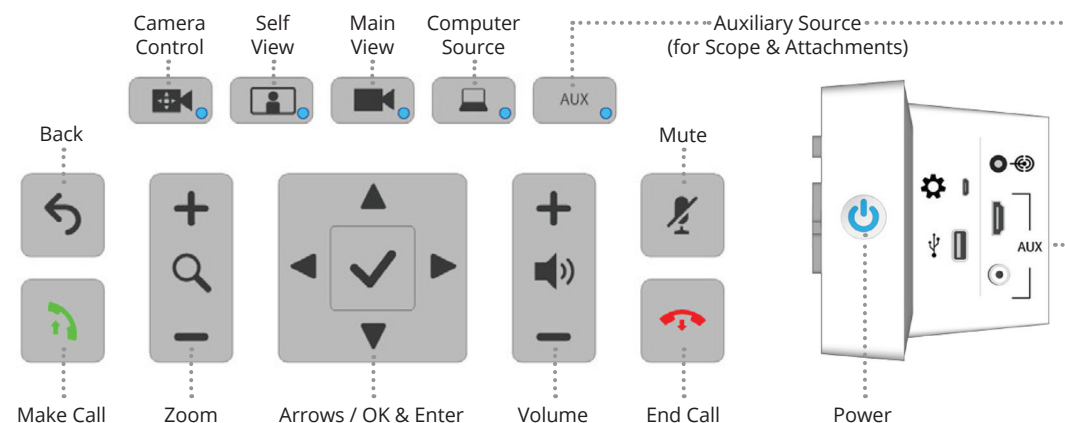 Camera
Control
Self
View
Main
View
Computer
Source
Auxiliary Source
(for Scope & Attachments)
AUX
Back
Mute
AUX
Make Call
Zoom
Arrows / OK & Enter
Volume
End Call
Power